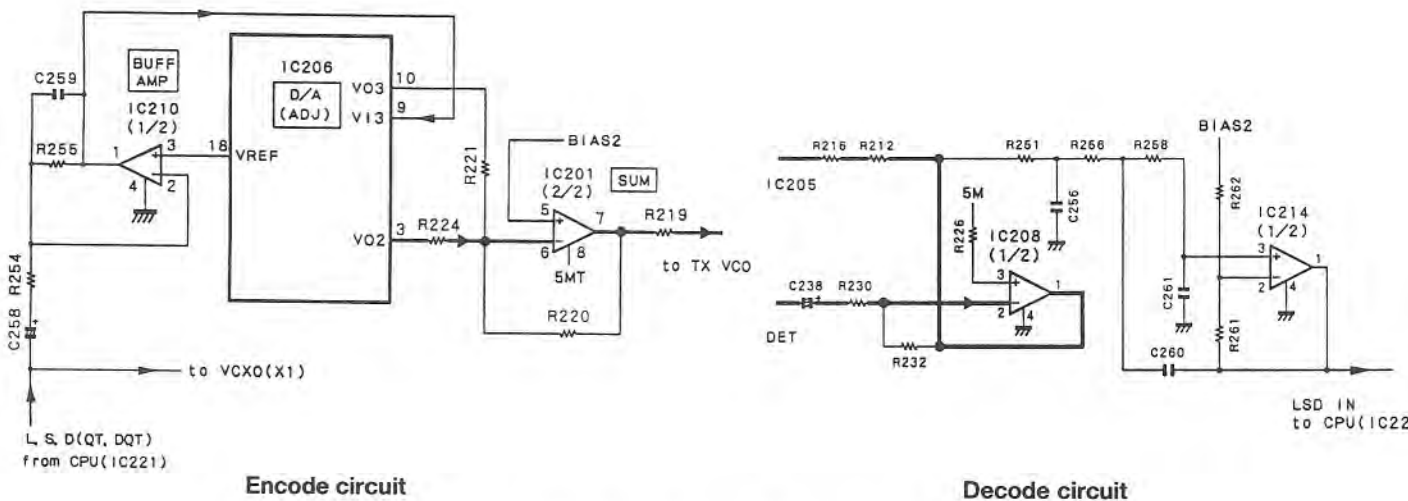 C259
BUFF
AMP
IC210
(1/2)
R255
1
3
4
2
18
VREF
IC206
D/A
(ADJ)
VO3
10
VI3
9
VO2
3
R221
R224
BIAS2
IC201
(2/2)
SUM
5
6
7
8
5MT
R219
to TX VCO
R220
R254
C258
to VCXO(X1)
L.S.D(QT, DQT)
from CPU(IC221)
Encode circuit
R216
R212
IC205
R251
R256
R258
C256
5M
R226
IC208
(1/2)
3
2
1
4
C238
R230
DET
R232
BIAS2
R262
IC214
(1/2)
3
2
1
4
C261
R261
C260
LSD IN
to CPU(IC22
Decode circuit